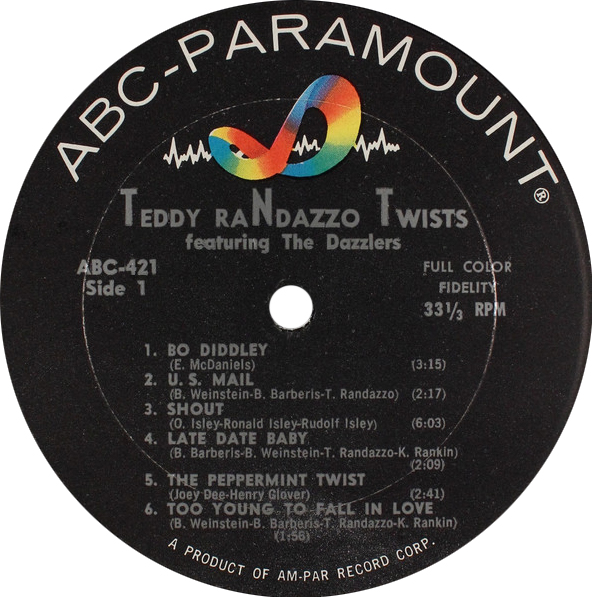 ABC-PARAMOUNT®
TEDDY RANDAZZO TWISTS
featuring The Dazzlers
ABC-421
Side 1
FULL COLOR
FIDELITY
33⅓ RPM
1. BO DIDDLEY
(E. McDaniels) (3:15)
2. U. S. MAIL
(B. Weinstein-B. Barberis-T. Randazzo) (2:17)
3. SHOUT
(O. Isley-Ronald Isley-Rudolf Isley) (6:03)
4. LATE DATE BABY
(B. Barberis-B. Weinstein-T. Randazzo-K. Rankin)
(2:09)
5. THE PEPPERMINT TWIST
(Joey Dee-Henry Glover) (2:41)
6. TOO YOUNG TO FALL IN LOVE
(B. Weinstein-B. Barberis-T. Randazzo-K. Rankin)
(1:56)
A PRODUCT OF AM-PAR RECORD CORP.